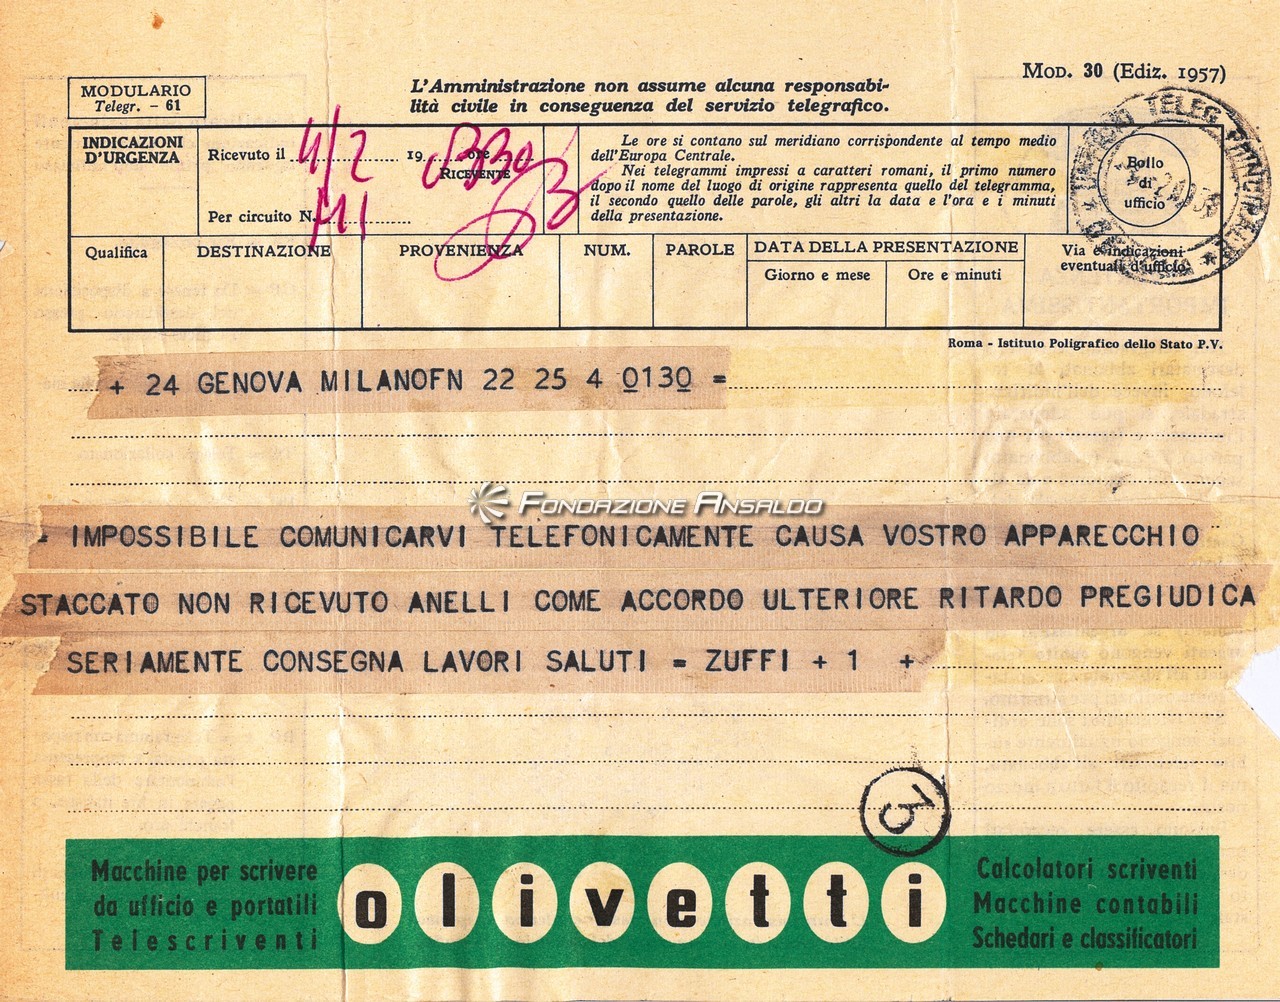 MODULARIO
Telegr. - 61
L'Amministrazione non assume alcuna responsabi-
lità civile in conseguenza del servizio telegrafico.
Mod. 30 (Ediz. 1957)
INDICAZIONI
D'URGENZA
Ricevuto il 4/2 19 ore
RICEVENTE
Per circuito N. MI
Le ore si contano sul meridiano corrispondente al tempo medio
dell'Europa Centrale.
Nei telegrammi impressi a caratteri romani, il primo numero
dopo il nome del luogo di origine rappresenta quello del telegramma,
il secondo quello delle parole, gli altri la data e l'ora e i minuti
della presentazione.
Bollo
di
ufficio
TELEG PRINCIPALE
Qualifica
DESTINAZIONE
PROVENIENZA
NUM.
PAROLE
DATA DELLA PRESENTAZIONE
Giorno e mese
Ore e minuti
Via e indicazioni
eventuali d'ufficio
Roma - Istituto Poligrafico dello Stato P.V.
+ 24 GENOVA MILANOFN 22 25 4 0130 =
Fondazione Ansaldo
= IMPOSSIBILE COMUNICARVI TELEFONICAMENTE CAUSA VOSTRO APPARECCHIO
STACCATO NON RICEVUTO ANELLI COME ACCORDO ULTERIORE RITARDO PREGIUDICA
SERIAMENTE CONSEGNA LAVORI SALUTI = ZUFFI + 1 +
3
Macchine per scrivere
da ufficio e portatili
Telescriventi
olivetti
Calcolatori scriventi
Macchine contabili
Schedari e classificatori